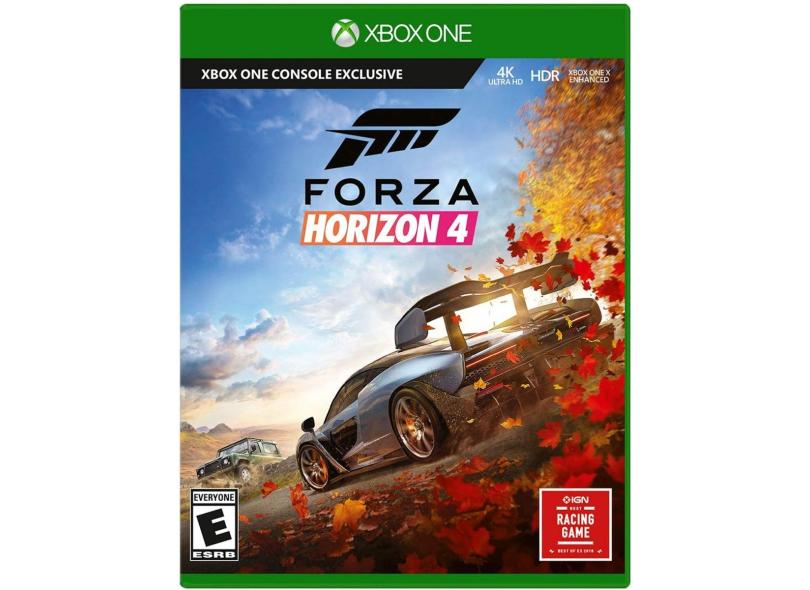 XBOX ONE
XBOX ONE CONSOLE EXCLUSIVE
4K
ULTRA HD
HDR
XBOX ONE X
ENHANCED
FORZA
HORIZON 4
EVERYONE
E
ESRB
IGN
BEST
RACING
GAME
BEST OF E3 2018